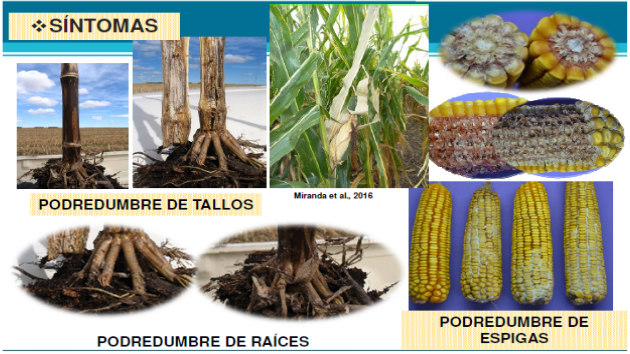 ❖SÍNTOMAS
PODREDUMBRE DE TALLOS
Miranda et al., 2016
PODREDUMBRE DE RAÍCES
PODREDUMBRE DE
ESPIGAS